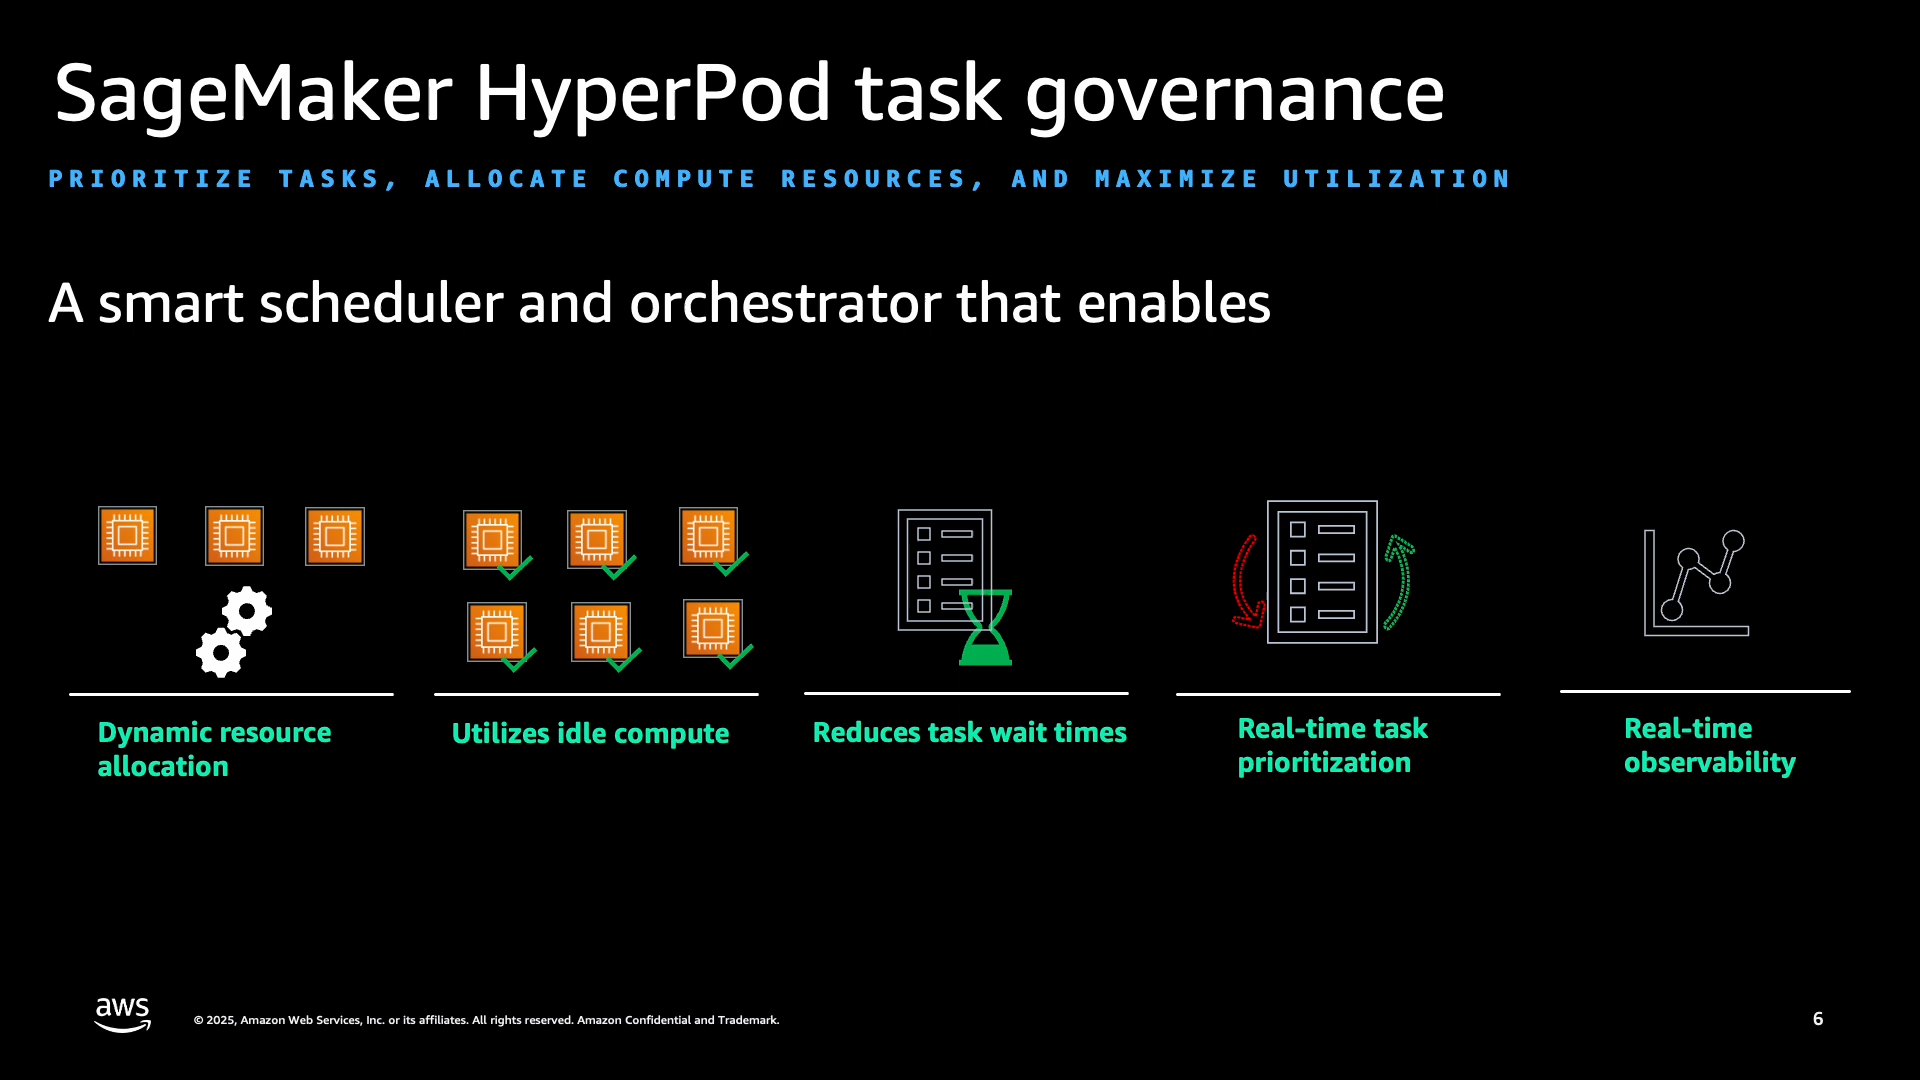 SageMaker HyperPod task governance
PRIORITIZE TASKS, ALLOCATE COMPUTE RESOURCES, AND MAXIMIZE UTILIZATION
A smart scheduler and orchestrator that enables
Dynamic resource
allocation
Utilizes idle compute
Reduces task wait times
Real-time task
prioritization
Real-time
observability
aws
© 2025, Amazon Web Services, Inc. or its affiliates. All rights reserved. Amazon Confidential and Trademark.
6